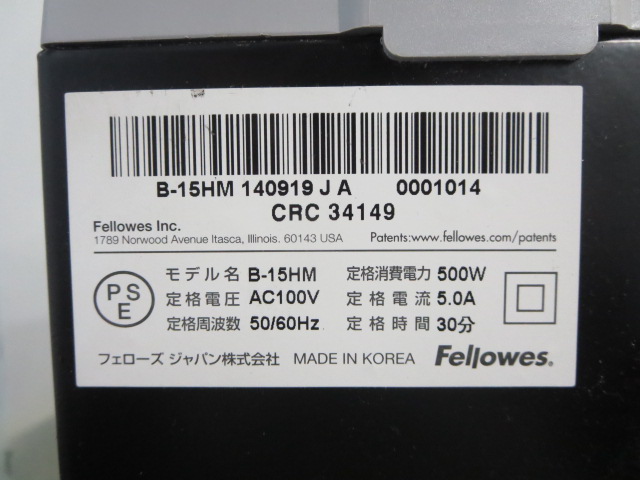 B-15HM 140919 J A 0001014
CRC 34149
Fellowes Inc.
1789 Norwood Avenue Itasca, Illinois. 60143 USA
Patents:www.fellowes.com/patents
PSE
モデル名 B-15HM 定格消費電力 500W
定格電圧 AC100V 定格電流 5.0A
定格周波数 50/60Hz 定格時間 30分
フェローズ ジャパン株式会社 MADE IN KOREA Fellowes.